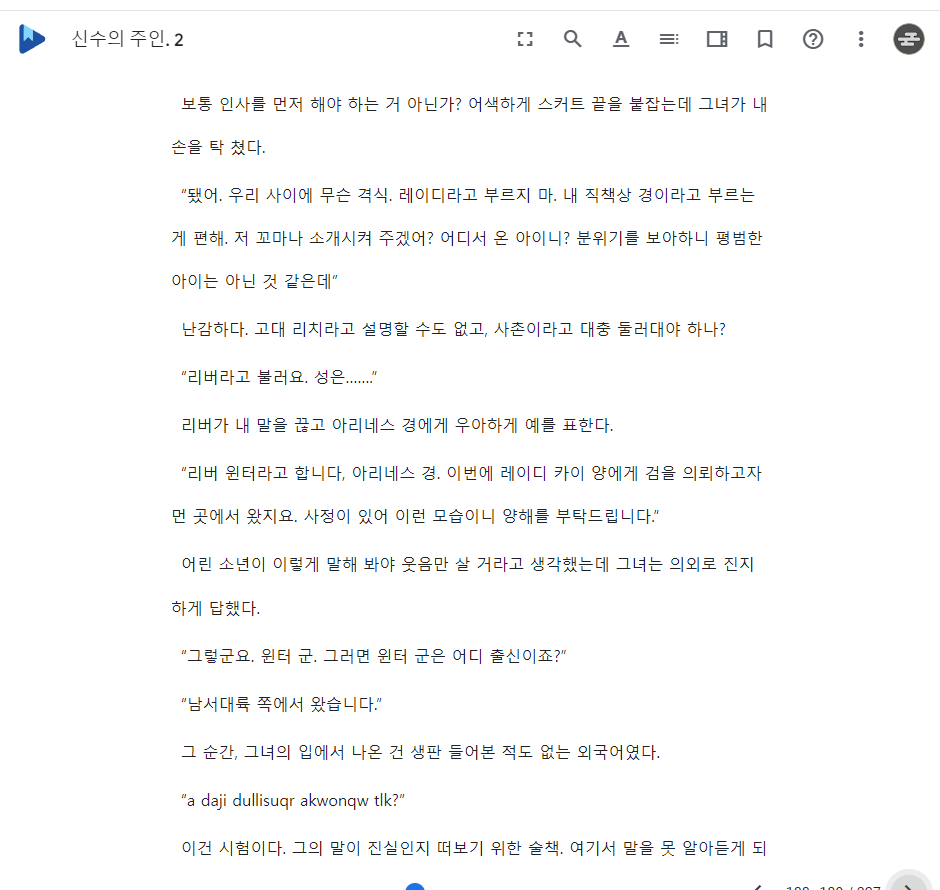 신수의 주인. 2
보통 인사를 먼저 해야 하는 거 아닌가? 어색하게 스커트 끝을 붙잡는데 그녀가 내
손을 탁 쳤다.
“됐어. 우리 사이에 무슨 격식. 레이디라고 부르지 마. 내 직책상 경이라고 부르는
게 편해. 저 꼬마나 소개시켜 주겠어? 어디서 온 아이니? 분위기를 보아하니 평범한
아이는 아닌 것 같은데”
난감하다. 고대 리치라고 설명할 수도 없고, 사촌이라고 대충 둘러대야 하나?
“리버라고 불러요. 성은.......”
리버가 내 말을 끊고 아리네스 경에게 우아하게 예를 표한다.
“리버 윈터라고 합니다, 아리네스 경. 이번에 레이디 카이 양에게 검을 의뢰하고자
먼 곳에서 왔지요. 사정이 있어 이런 모습이니 양해를 부탁드립니다.”
어린 소년이 이렇게 말해 봐야 웃음만 살 거라고 생각했는데 그녀는 의외로 진지
하게 답했다.
“그렇군요. 윈터 군. 그러면 윈터 군은 어디 출신이죠?”
“남서대륙 쪽에서 왔습니다.”
그 순간, 그녀의 입에서 나온 건 생판 들어본 적도 없는 외국어였다.
“a daji dullisuqr akwonqw tlk?”
이건 시험이다. 그의 말이 진실인지 떠보기 위한 술책. 여기서 말을 못 알아듣게 되